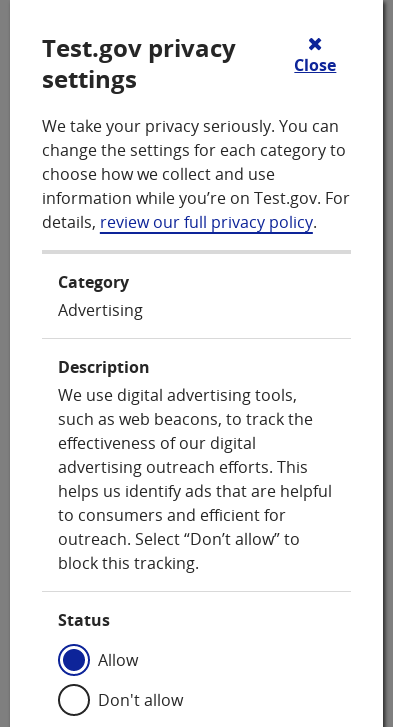 Test.gov privacy
settings
Close
We take your privacy seriously. You can
change the settings for each category to
choose how we collect and use
information while you’re on Test.gov. For
details, review our full privacy policy.
Category
Advertising
Description
We use digital advertising tools,
such as web beacons, to track the
effectiveness of our digital
advertising outreach efforts. This
helps us identify ads that are helpful
to consumers and efficient for
outreach. Select “Don’t allow” to
block this tracking.
Status
Allow
Don't allow